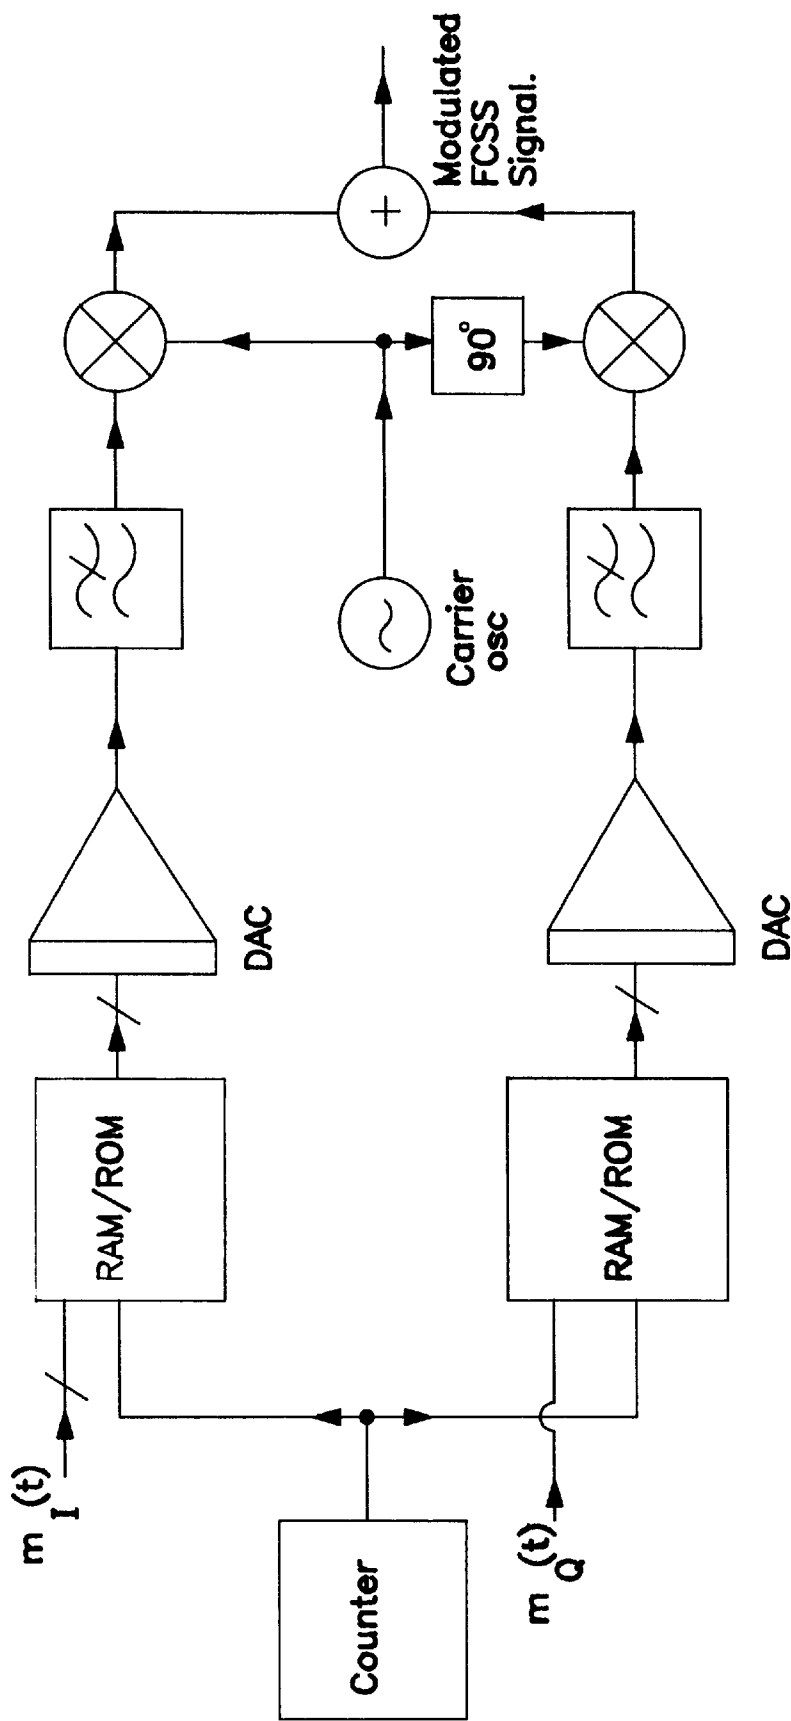 m_I(t)
RAM/ROM
DAC
Counter
Carrier
osc
90°
+
Modulated
FCSS
Signal.
m_Q(t)
RAM/ROM
DAC